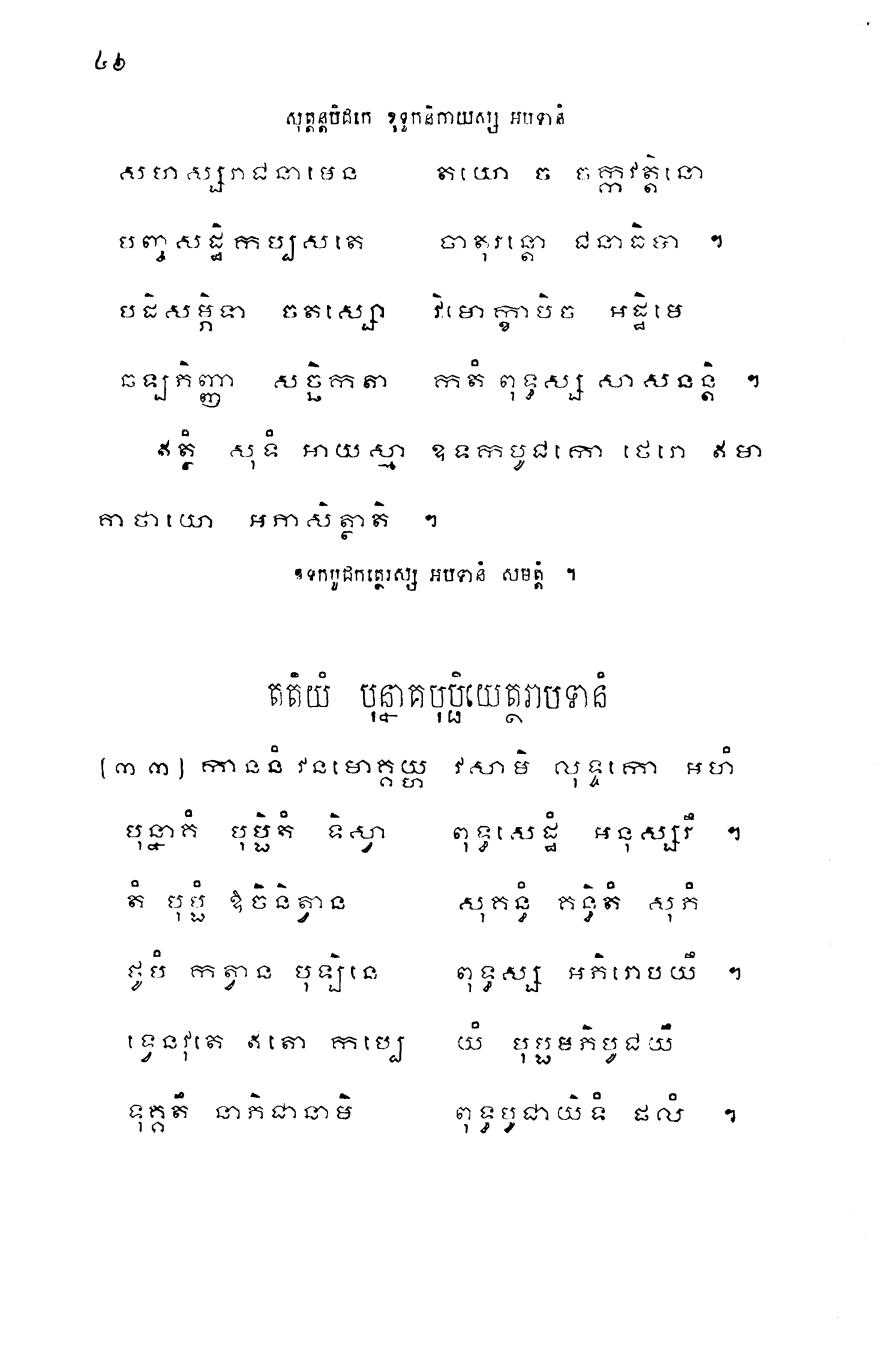 ៤៦
សុត្តន្តបិដកេ ខុទ្ទកនិកាយស្ស អបទានំ
សហស្សរាជនាមេន តយោ ច ចក្កវត្តិនោ
បញ្ចសដ្ឋិកប្បសតេ ចាតុរន្តោ ជនាធិបា ។
បដិសម្ភិទា ចតស្សោ វិមោក្ខាបិច អដ្ឋិមេ
ឆឡភិញ្ញា សច្ឆិកតា កតំ ពុទ្ធស្ស សាសនន្តិ ។
ឥត្ថំ សុទំ អាយស្មា ឧទកបូជកោ ថេរោ ឥមា
គាថាយោ អភាសិត្ថាតិ ។
ឧទកបូជកត្ថេរស្ស អបទានំ សមត្តំ ។
តតិយំ បុន្នាគបុប្ផិយត្ថេរាបទានំ
[៣៣] កាននំ វនមោគ្គយ្ហ វសាមិ លុទ្ទកោ អហំ
បុន្នាគំ បុប្ផិតំ ទិស្វា ពុទ្ធសេដ្ឋំ អនុស្សរឹ ។
តំ បុប្ផំ ឱចិនិត្វាន សុគន្ធំ គន្ធិតំ សុភំ
ថូបំ កត្វាន បុឡិនេ ពុទ្ធស្ស អភិរោបយឹ ។
ទ្វេនវុតេ ឥតោ កប្បេ យំ បុប្ផមភិបូជយឹ
ទុគ្គតឹ នាភិជានាមិ ពុទ្ធបូជាយិទំ ផលំ ។